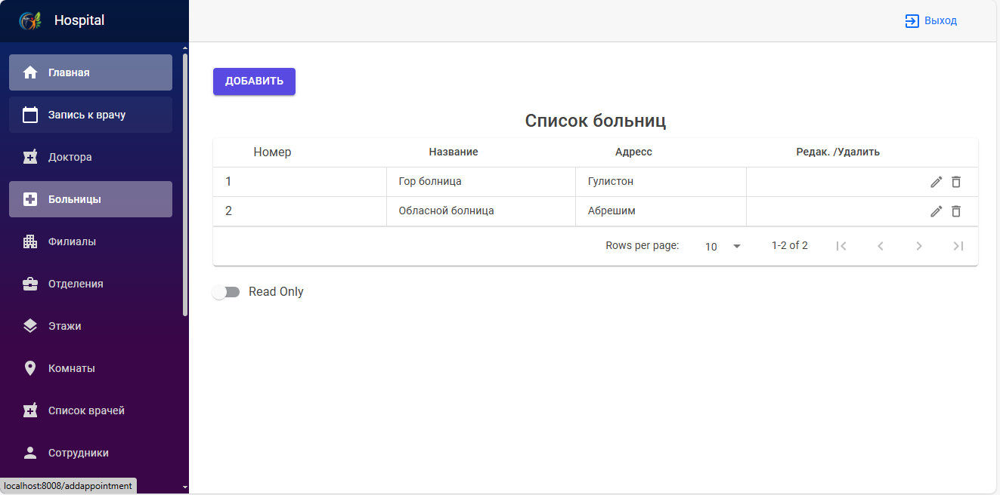 Hospital
Выход
Главная
Запись к врачу
Доктора
Больницы
Филиалы
Отделения
Этажи
Комнаты
Список врачей
Сотрудники
localhost:8008/addappointment
ДОБАВИТЬ
Список больниц
Номер Название Адресс Редак. /Удалить
1 Гор болница Гулистон
2 Обласной болница Абрешим
Rows per page: 10 1-2 of 2
Read Only